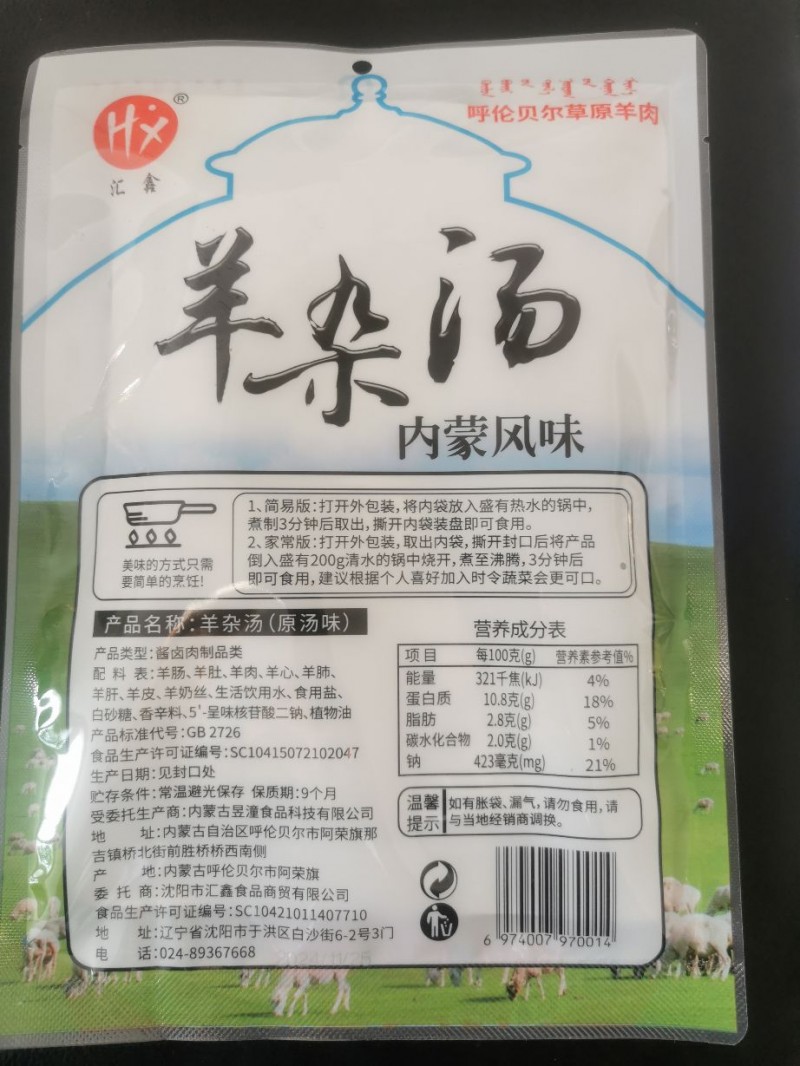 HX®
汇鑫
呼伦贝尔草原羊肉
羊杂汤
内蒙风味
美味的方式只需
要简单的烹饪!
1、简易版:打开外包装,将内袋放入盛有热水的锅中,
煮制3分钟后取出,撕开内袋装盘即可食用。
2、家常版:打开外包装,取出内袋,撕开封口后将产品
倒入盛有200g清水的锅中烧开,煮至沸腾,3分钟后
即可食用,建议根据个人喜好加入时令蔬菜会更可口。
产品名称:羊杂汤(原汤味)
产品类型:酱卤肉制品类
配 料 表:羊肠、羊肚、羊肉、羊心、羊肺、
羊肝、羊皮、羊奶丝、生活饮用水、食用盐、
白砂糖、香辛料、5'-呈味核苷酸二钠、植物油
产品标准代号:GB 2726
食品生产许可证编号:SC10415072102047
生产日期:见封口处
贮存条件:常温避光保存 保质期:9个月
受委托生产商:内蒙古昱潼食品科技有限公司
地 址:内蒙古自治区呼伦贝尔市阿荣旗那
吉镇桥北街前胜桥桥西南侧
产 地:内蒙古呼伦贝尔市阿荣旗
委 托 商:沈阳市汇鑫食品商贸有限公司
食品生产许可证编号:SC10421011407710
地 址:辽宁省沈阳市于洪区白沙街6-2号3门
电 话:024-89367668
营养成分表
项目 每100克(g) 营养素参考值%
能量 321千焦(kJ) 4%
蛋白质 10.8克(g) 18%
脂肪 2.8克(g) 5%
碳水化合物 2.0克(g) 1%
钠 423毫克(mg) 21%
温馨
提示
如有胀袋、漏气,请勿食用,请
与当地经销商调换。
6 974007 970014